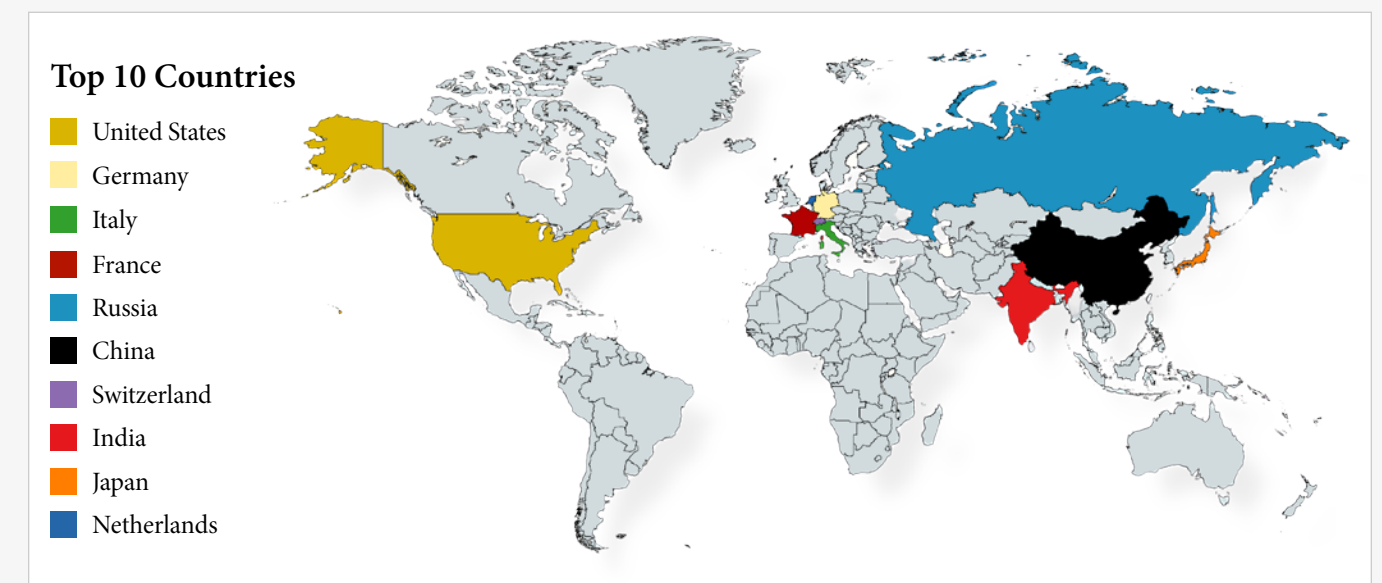 Top 10 Countries
United States
Germany
Italy
France
Russia
China
Switzerland
India
Japan
Netherlands